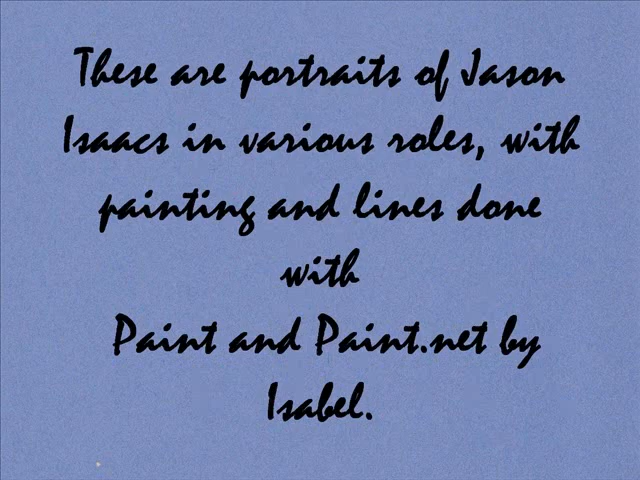 These are portraits of Jason
Isaacs in various roles, with
painting and lines done
with
Paint and Paint.net by
Isabel.